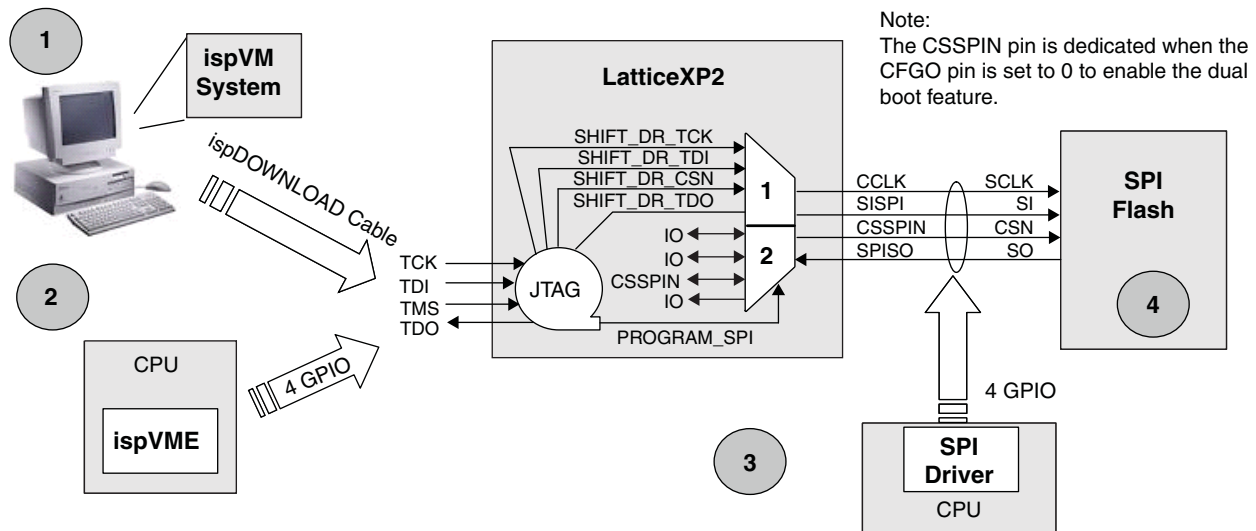 1
ispVM
System
ispDOWNLOAD Cable
2
CPU
ispVME
4 GPIO
TCK
TDI
TMS
TDO
LatticeXP2
SHIFT_DR_TCK
SHIFT_DR_TDI
SHIFT_DR_CSN
SHIFT_DR_TDO
IO
IO
CSSPIN
IO
JTAG
PROGRAM_SPI
1
2
Note:
The CSSPIN pin is dedicated when the
CFGO pin is set to 0 to enable the dual
boot feature.
CCLK SCLK
SISPI SI
CSSPIN CSN
SPISO SO
SPI
Flash
4
4 GPIO
3
SPI
Driver
CPU